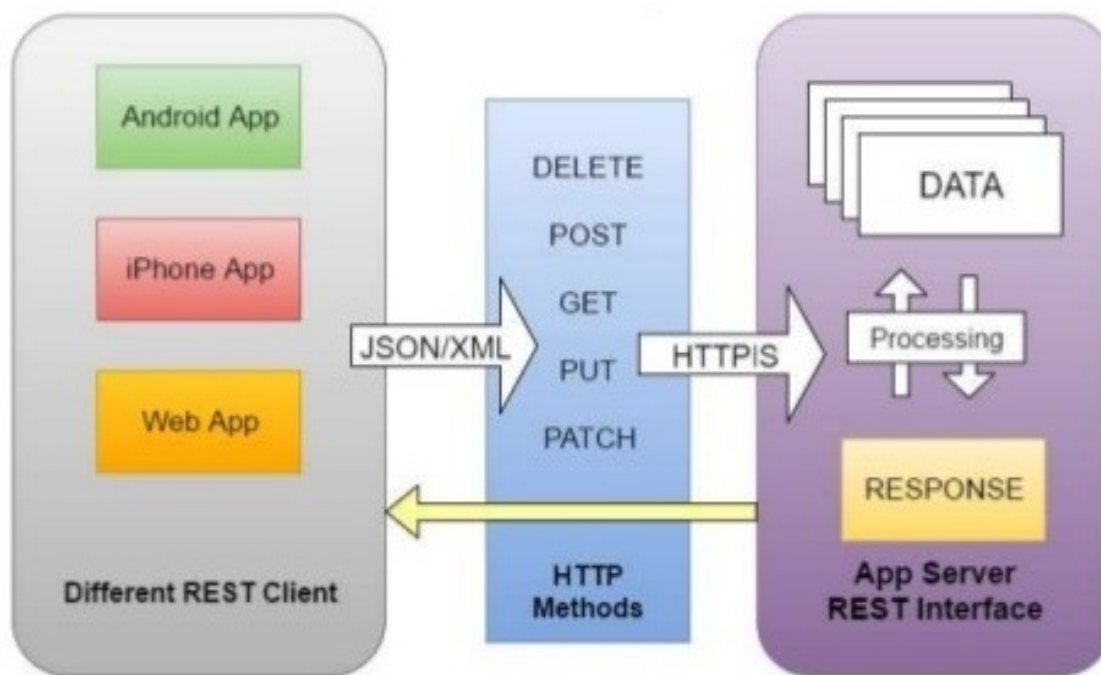 Android App
iPhone App
Web App
Different REST Client
JSON/XML
DELETE
POST
GET
PUT
PATCH
HTTP
Methods
HTTPIS
DATA
Processing
RESPONSE
App Server
REST Interface